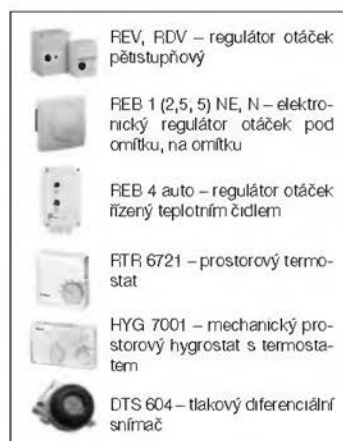 REV, RDV – regulátor otáček
pětistupňový
REB 1 (2,5, 5) NE, N – elektro-
nický regulátor otáček pod
omítku, na omítku
REB 4 auto – regulátor otáček
řízený teplotním čidlem
RTR 6721 – prostorový termo-
stat
HYG 7001 – mechanický pro-
storový hygrostat s termosta-
tem
DTS 604 – tlakový diferenciální
snímač